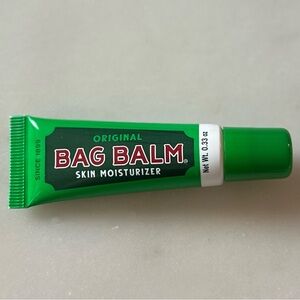 SINCE 1899
ORIGINAL
BAG BALM®
SKIN MOISTURIZER
Net Wt. 0.33 oz